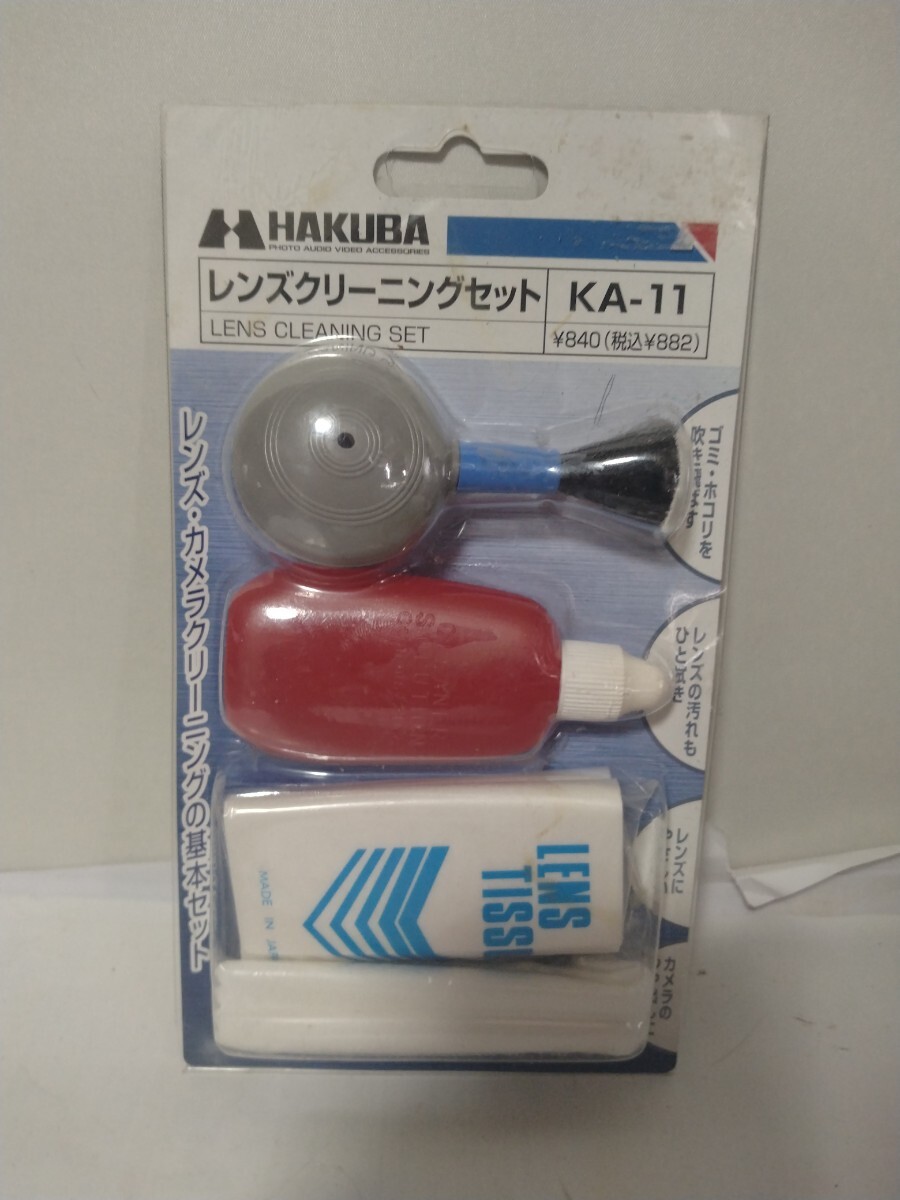 HAKUBA
PHOTO AUDIO VIDEO ACCESSORIES
レンズクリーニングセット
KA-11
LENS CLEANING SET
¥840(税込¥882)
レンズ・カメラクリーニングの基本セット
ゴミ・ホコリを
吹き
レンズの汚れも
ひと拭き
レンズに
カメラの
LENS
MADE IN